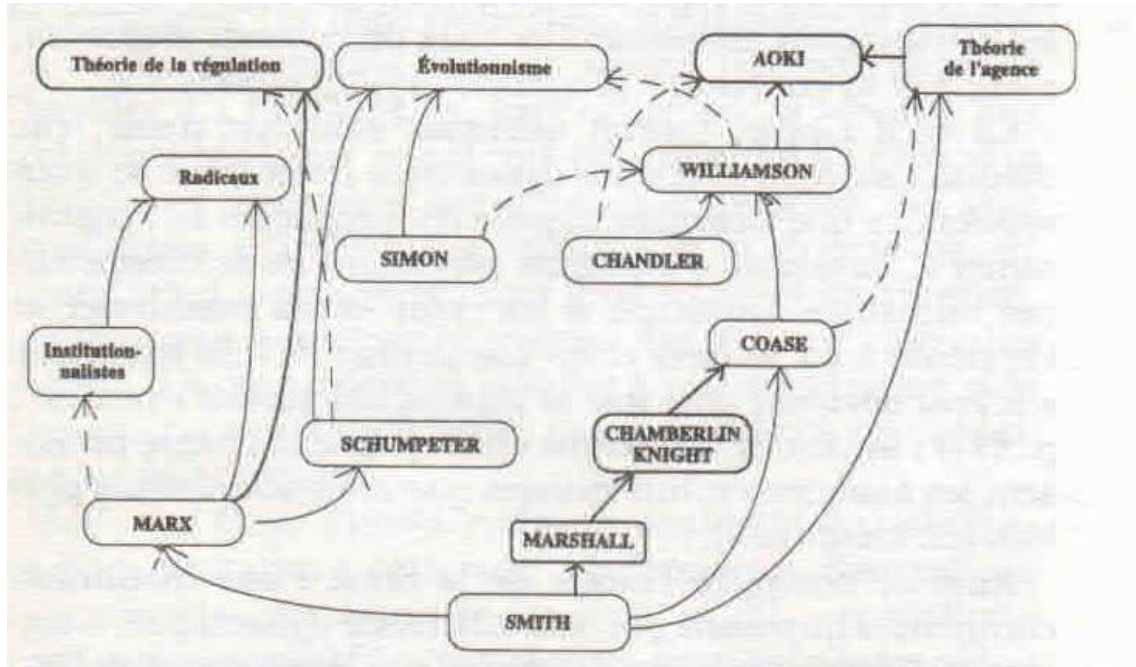 Théorie de la régulation
Évolutionnisme
AOKI
Théorie
de l'agence
Radicaux
WILLIAMSON
SIMON
CHANDLER
Institution-
nalistes
COASE
SCHUMPETER
CHAMBERLIN
KNIGHT
MARX
MARSHALL
SMITH